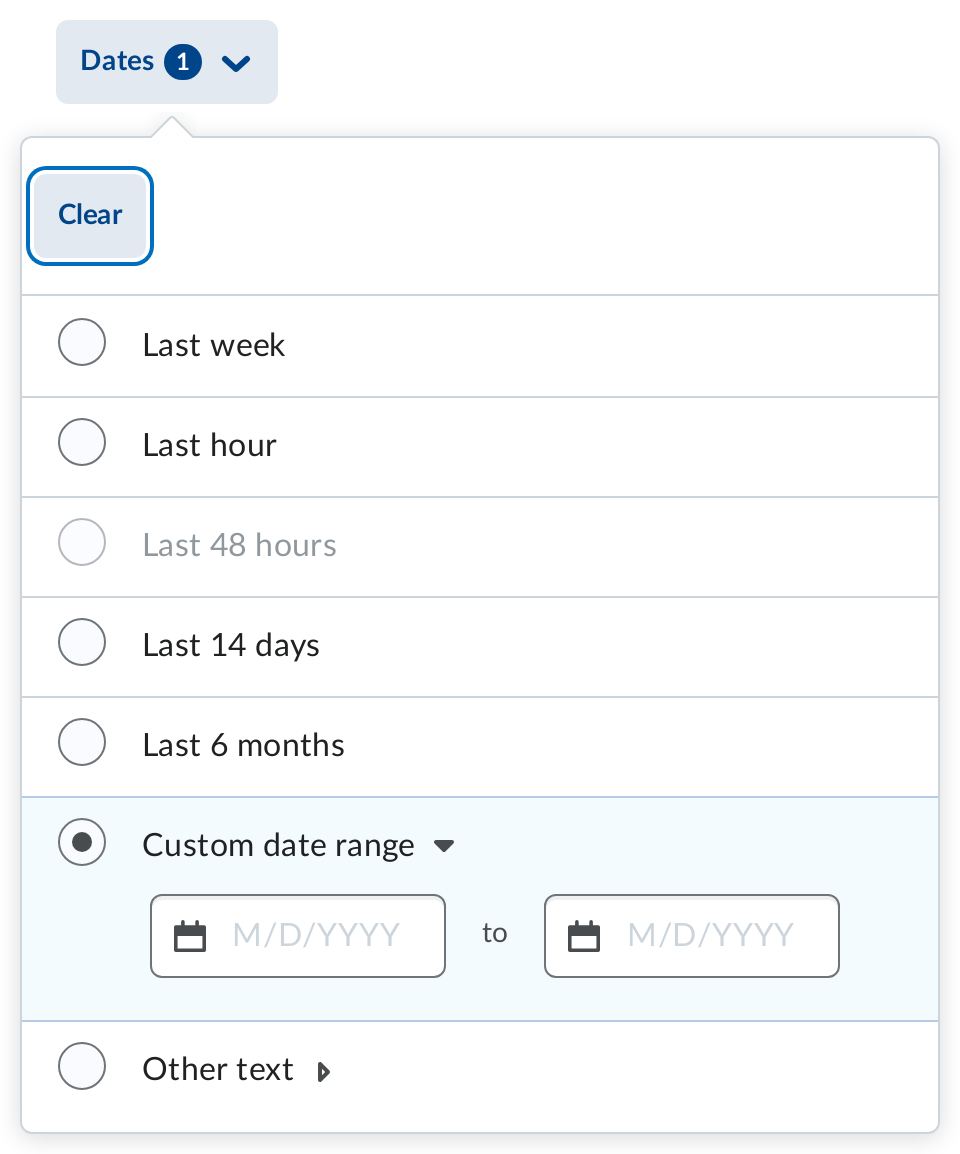 Dates 1
Clear
Last week
Last hour
Last 48 hours
Last 14 days
Last 6 months
Custom date range
M/D/YYYY to M/D/YYYY
Other text